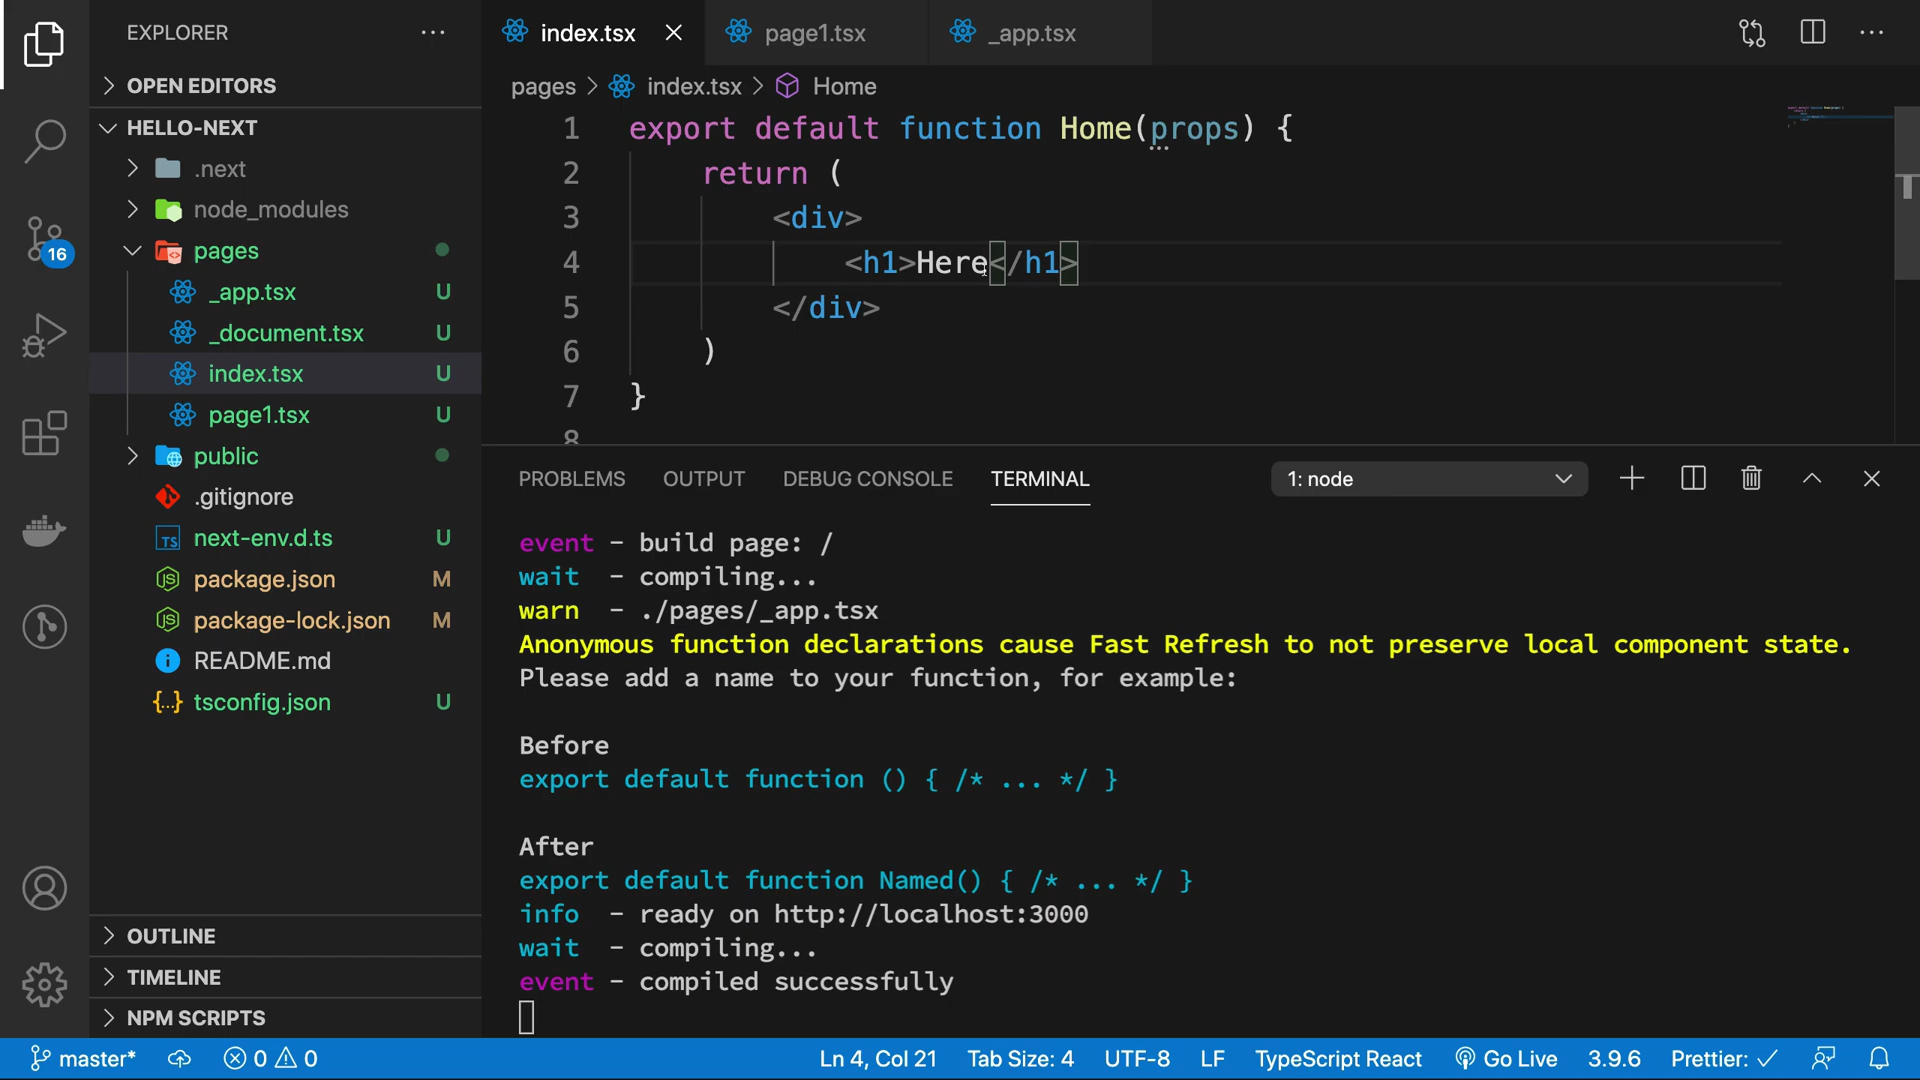 EXPLORER
OPEN EDITORS
HELLO-NEXT
.next
node_modules
pages
_app.tsx U
_document.tsx U
index.tsx U
page1.tsx U
public
.gitignore
next-env.d.ts U
package.json M
package-lock.json M
README.md
tsconfig.json U
16
TS
OUTLINE
TIMELINE
NPM SCRIPTS
index.tsx
page1.tsx
_app.tsx
pages > index.tsx > Home
1 export default function Home(props) {
2 return (
3 <div>
4 <h1>Here</h1>
5 </div>
6 )
7 }
8
PROBLEMS OUTPUT DEBUG CONSOLE TERMINAL 1: node
event - build page: /
wait - compiling...
warn - ./pages/_app.tsx
Anonymous function declarations cause Fast Refresh to not preserve local component state.
Please add a name to your function, for example:
Before
export default function () { /* ... */ }
After
export default function Named() { /* ... */ }
info - ready on http://localhost:3000
wait - compiling...
event - compiled successfully
master* 0 0 Ln 4, Col 21 Tab Size: 4 UTF-8 LF TypeScript React Go Live 3.9.6 Prettier: ✓